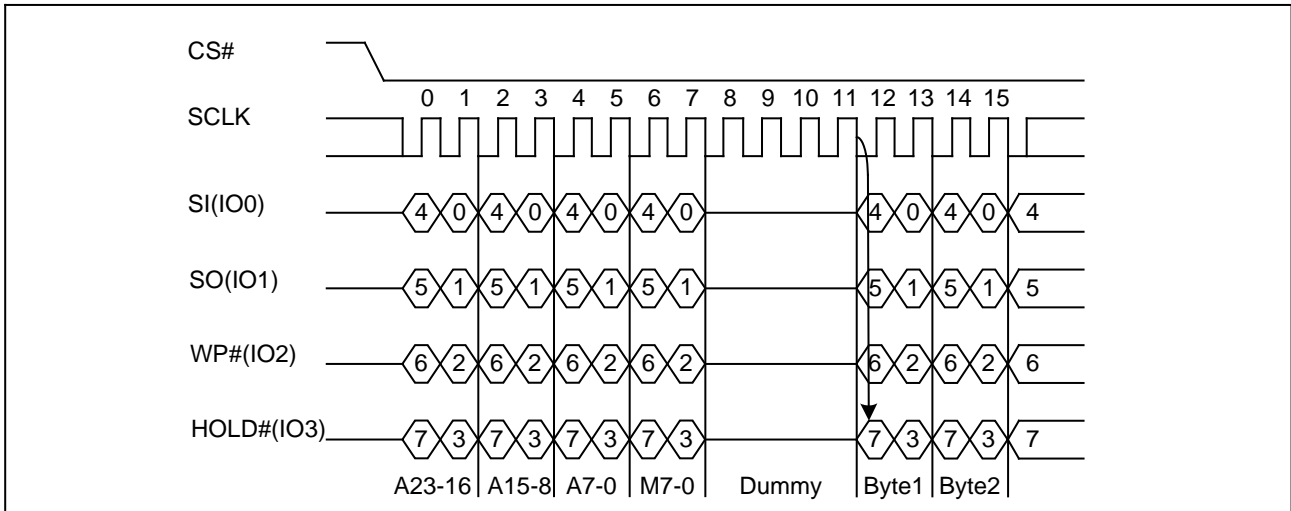 CS#
0 1 2 3 4 5 6 7 8 9 10 11 12 13 14 15
SCLK
SI(IO0) 4 0 4 0 4 0 4 0 4 0 4 0 4
SO(IO1) 5 1 5 1 5 1 5 1 5 1 5 1 5
WP#(IO2) 6 2 6 2 6 2 6 2 6 2 6 2 6
HOLD#(IO3) 7 3 7 3 7 3 7 3 7 3 7 3 7
A23-16 A15-8 A7-0 M7-0 Dummy Byte1 Byte2